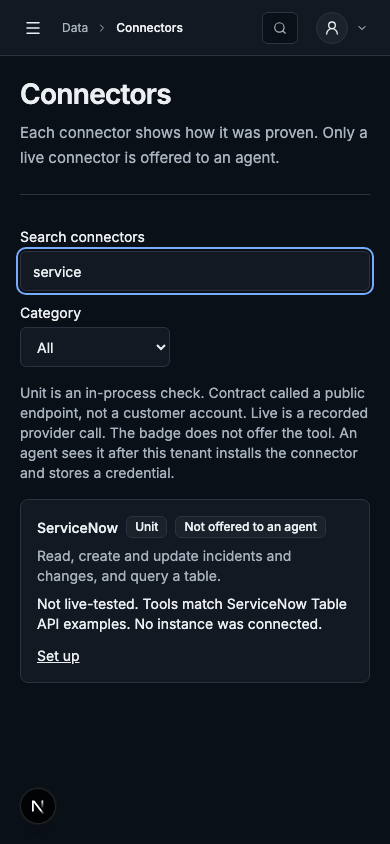 Data > Connectors
Connectors
Each connector shows how it was proven. Only a
live connector is offered to an agent.
Search connectors
service
Category
All
Unit is an in-process check. Contract called a public
endpoint, not a customer account. Live is a recorded
provider call. The badge does not offer the tool. An
agent sees it after this tenant installs the connector
and stores a credential.
ServiceNow Unit Not offered to an agent
Read, create and update incidents and
changes, and query a table.
Not live-tested. Tools match ServiceNow Table
API examples. No instance was connected.
Set up
N